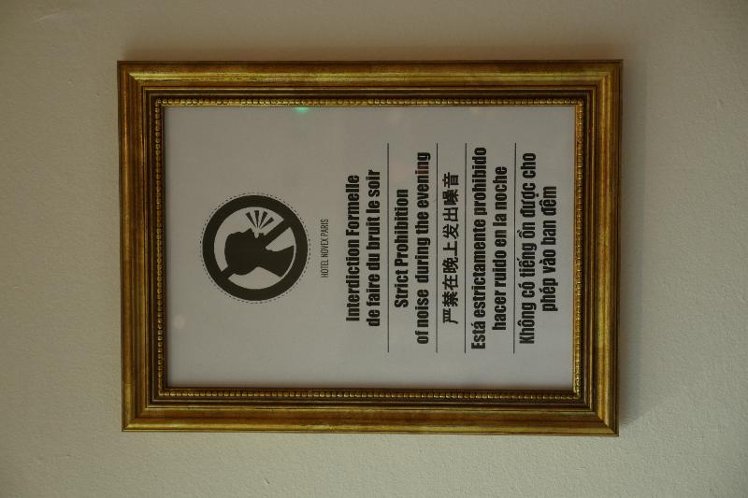 HOTEL NOVEX PARIS
Interdiction Formelle
de faire du bruit le soir
Strict Prohibition
of noise during the evening
严禁在晚上发出噪音
Está estrictamente prohibido
hacer ruido en la noche
Không có tiếng ồn được cho
phép vào ban đêm